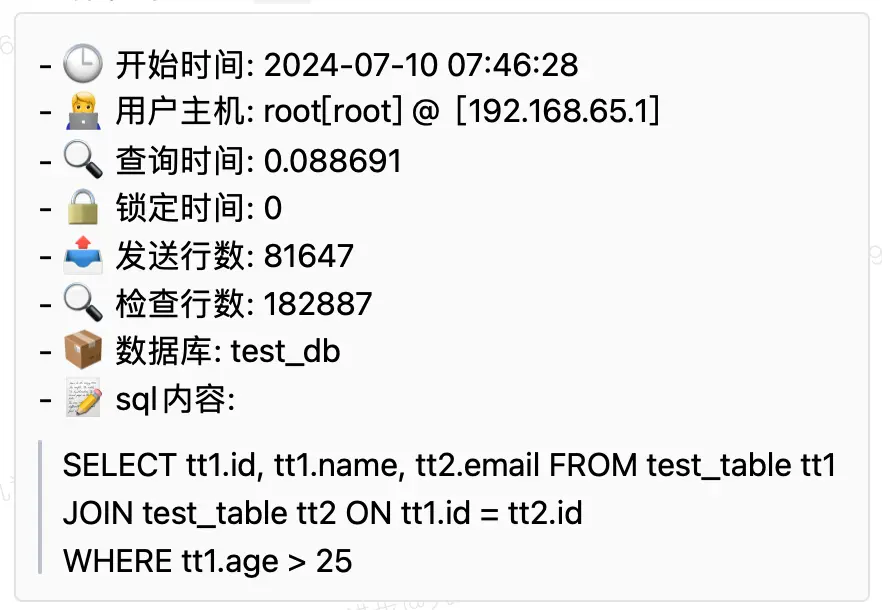 - 🕒 开始时间: 2024-07-10 07:46:28
- 🧑‍💻 用户主机: root[root] @ [192.168.65.1]
- 🔍 查询时间: 0.088691
- 🔒 锁定时间: 0
- 📤 发送行数: 81647
- 🔍 检查行数: 182887
- 📦 数据库: test_db
- 📝 sql内容:
SELECT tt1.id, tt1.name, tt2.email FROM test_table tt1
JOIN test_table tt2 ON tt1.id = tt2.id
WHERE tt1.age > 25